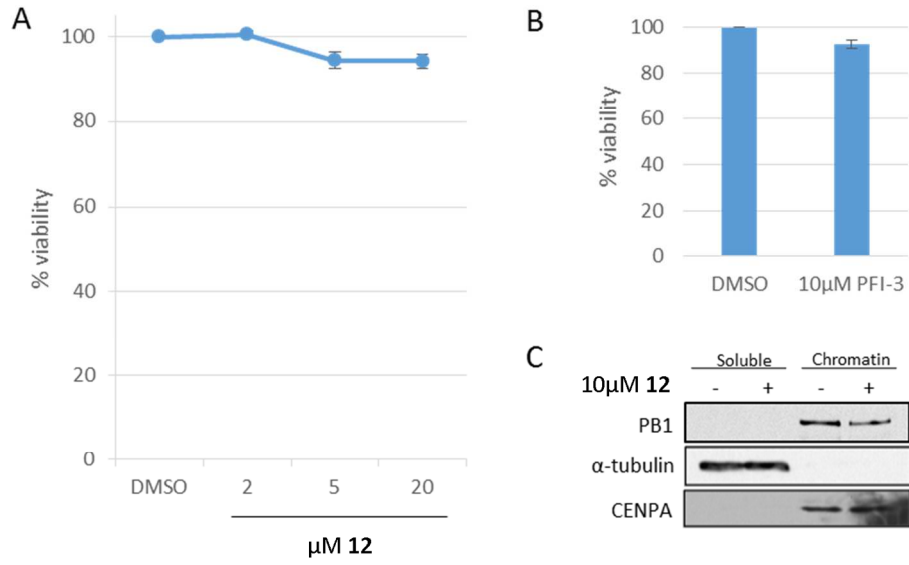 A
100
80
60
40
20
0
% viability
DMSO 2 5 20
μM 12
B
100
80
60
40
20
0
% viability
DMSO 10μM PFI-3
C
Soluble Chromatin
10μM 12 - + - +
PB1
α-tubulin
CENPA